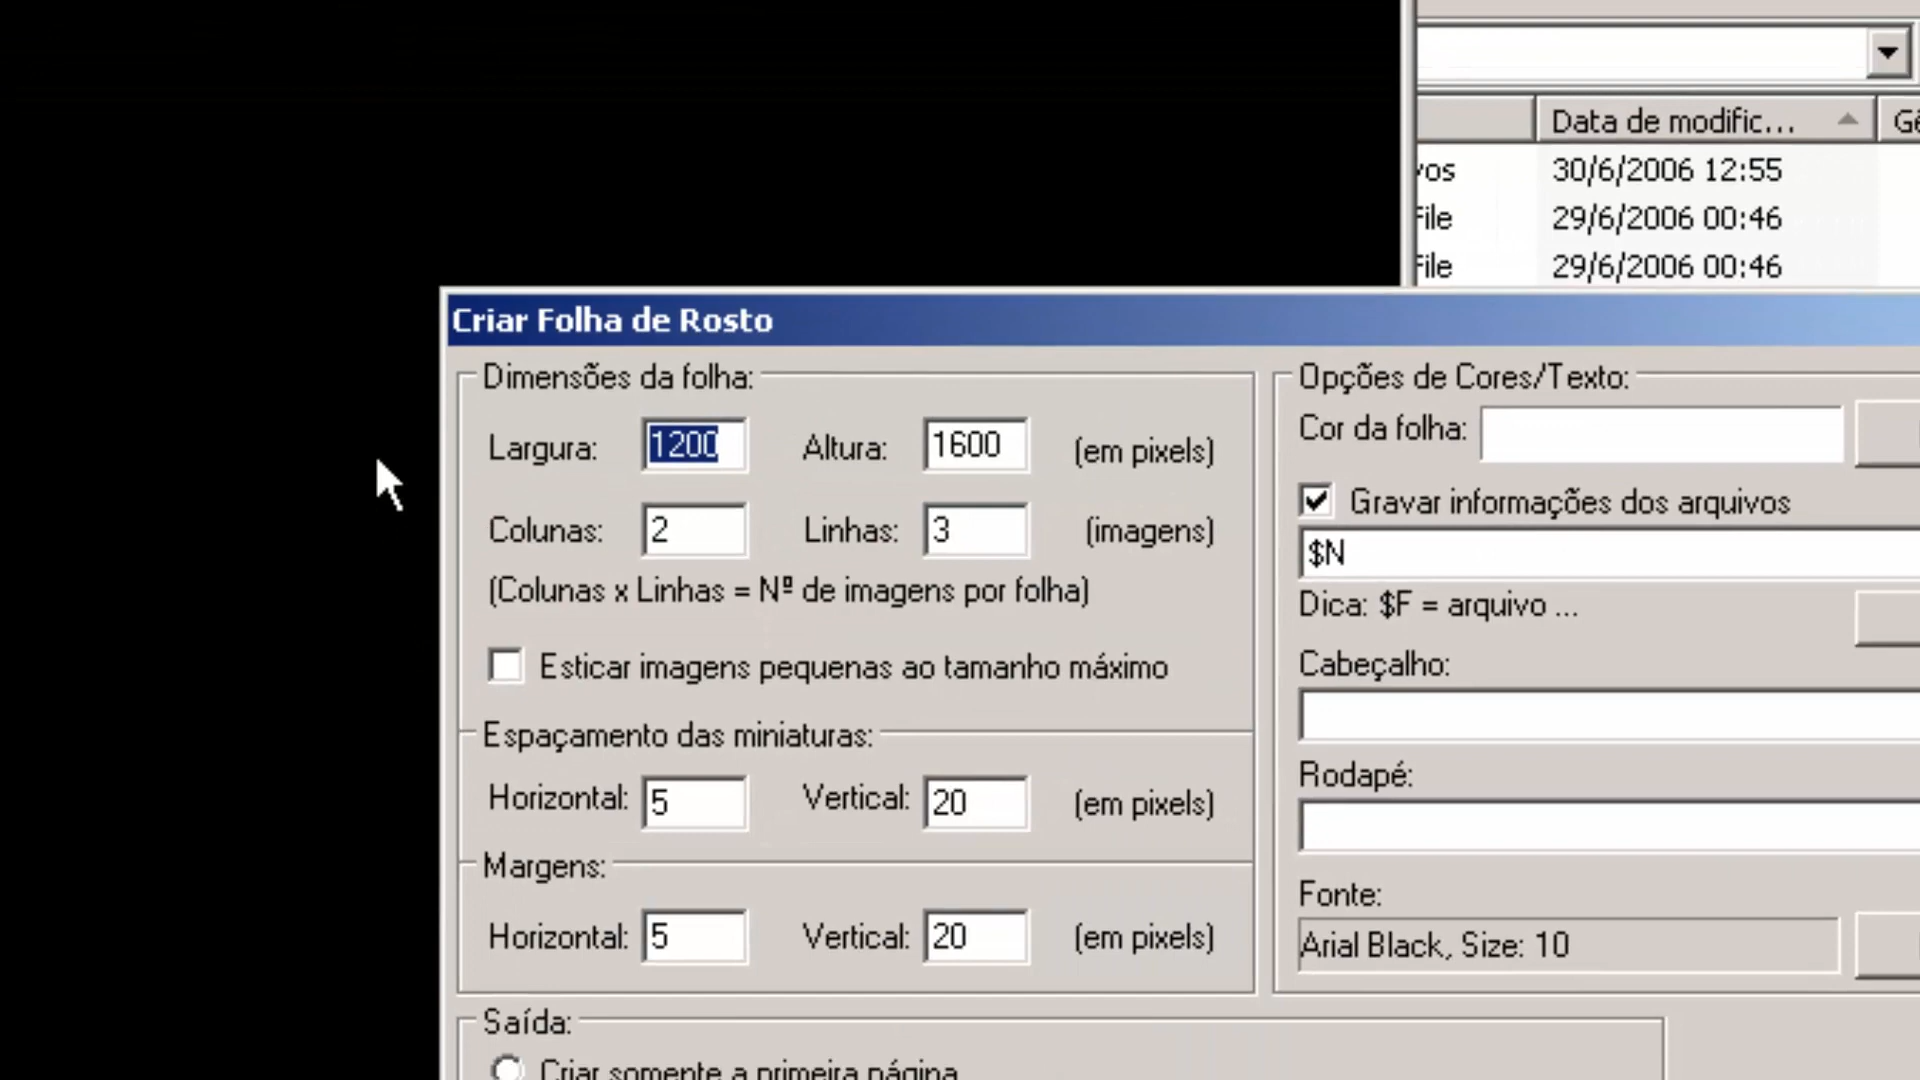 Data de modific...
30/6/2006 12:55
File 29/6/2006 00:46
File 29/6/2006 00:46
Criar Folha de Rosto
Dimensões da folha:
Largura: 1200 Altura: 1600 (em pixels)
Colunas: 2 Linhas: 3 (imagens)
(Colunas x Linhas = Nº de imagens por folha)
Esticar imagens pequenas ao tamanho máximo
Espaçamento das miniaturas:
Horizontal: 5 Vertical: 20 (em pixels)
Margens:
Horizontal: 5 Vertical: 20 (em pixels)
Opções de Cores/Texto:
Cor da folha:
Gravar informações dos arquivos
$N
Dica: $F = arquivo ...
Cabeçalho:
Rodapé:
Fonte:
Arial Black, Size: 10
Saída:
Criar somente a primeira página